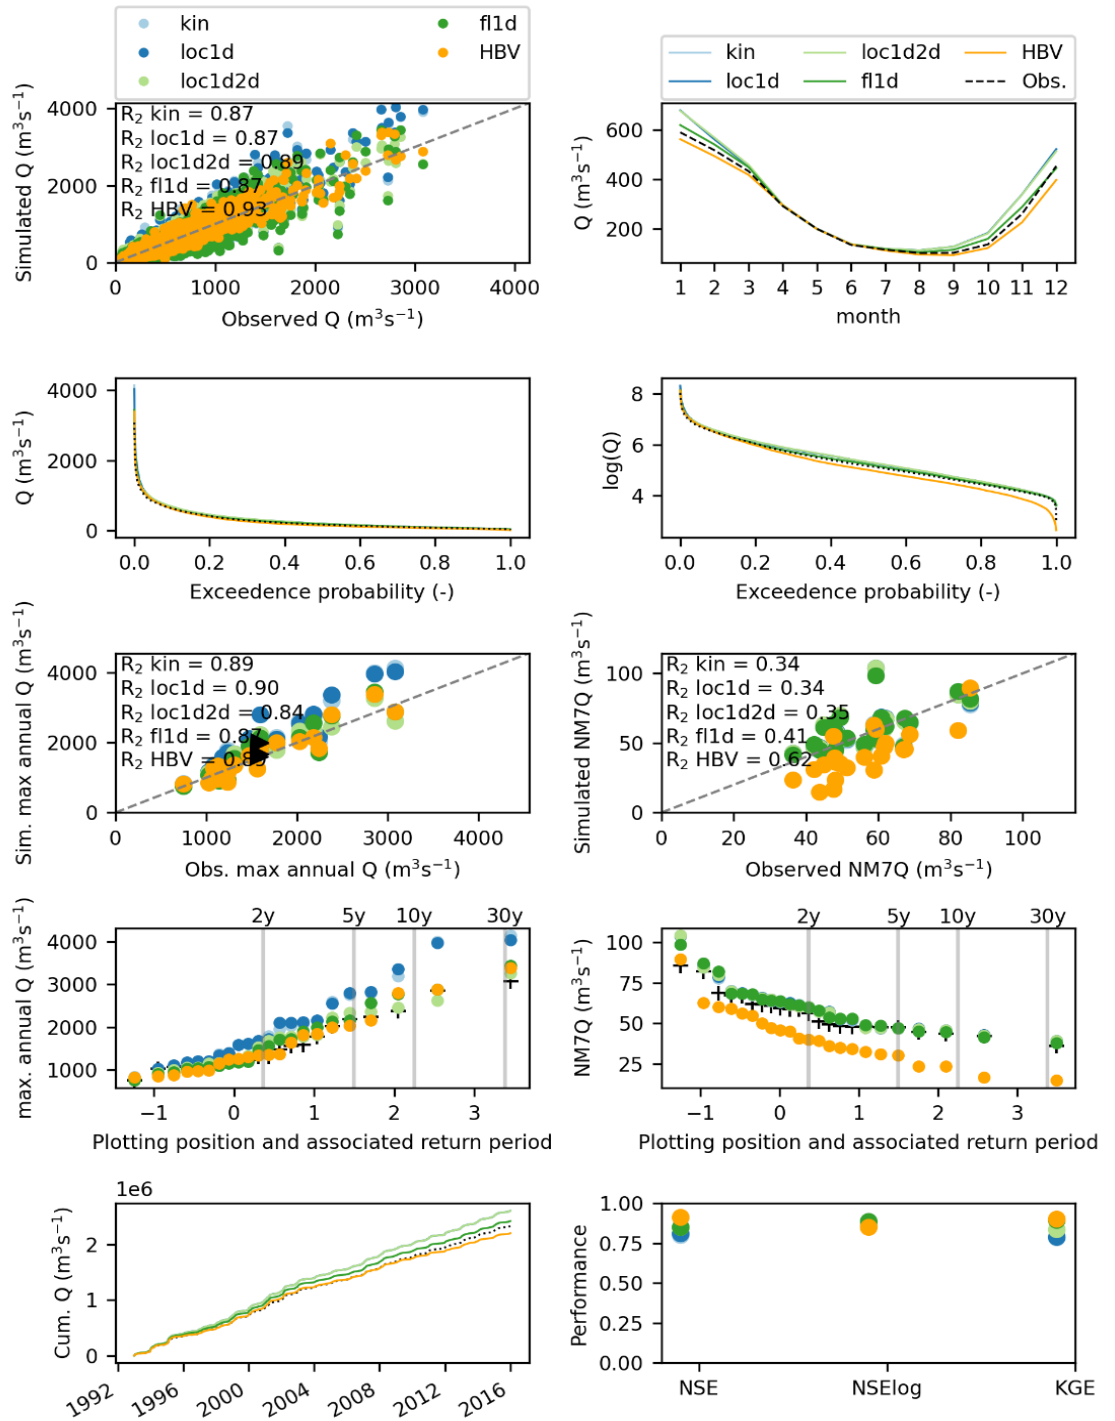 kin
loc1d
loc1d2d
fl1d
HBV
kin
loc1d
loc1d2d
fl1d
HBV
Obs.
Simulated Q (m³s⁻¹)
4000
2000
0
R₂ kin = 0.87
R₂ loc1d = 0.87
R₂ loc1d2d = 0.89
R₂ fl1d = 0.87
R₂ HBV = 0.93
0 1000 2000 3000 4000
Observed Q (m³s⁻¹)
Q (m³s⁻¹)
600
400
200
1 2 3 4 5 6 7 8 9 10 11 12
month
Q (m³s⁻¹)
4000
2000
0
0.0 0.2 0.4 0.6 0.8 1.0
Exceedence probability (-)
log(Q)
8
6
4
0.0 0.2 0.4 0.6 0.8 1.0
Exceedence probability (-)
Sim. max annual Q (m³s⁻¹)
4000
2000
0
R₂ kin = 0.89
R₂ loc1d = 0.90
R₂ loc1d2d = 0.84
R₂ fl1d = 0.87
R₂ HBV = 0.89
0 1000 2000 3000 4000
Obs. max annual Q (m³s⁻¹)
Simulated NM7Q (m³s⁻¹)
100
50
0
R₂ kin = 0.34
R₂ loc1d = 0.34
R₂ loc1d2d = 0.35
R₂ fl1d = 0.41
R₂ HBV = 0.62
0 20 40 60 80 100
Observed NM7Q (m³s⁻¹)
max. annual Q (m³s⁻¹)
4000
3000
2000
1000
2y 5y 10y 30y
−1 0 1 2 3
Plotting position and associated return period
NM7Q (m³s⁻¹)
100
75
50
25
2y 5y 10y 30y
−1 0 1 2 3
Plotting position and associated return period
1e6
Cum. Q (m³s⁻¹)
2
1
0
1992 1996 2000 2004 2008 2012 2016
Performance
1.00
0.75
0.50
0.25
0.00
NSE NSElog KGE